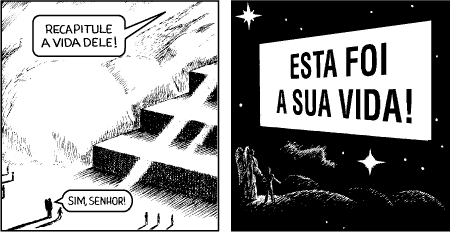 RECAPITULE
A VIDA DELE!
SIM, SENHOR!
ESTA FOI
A SUA VIDA!